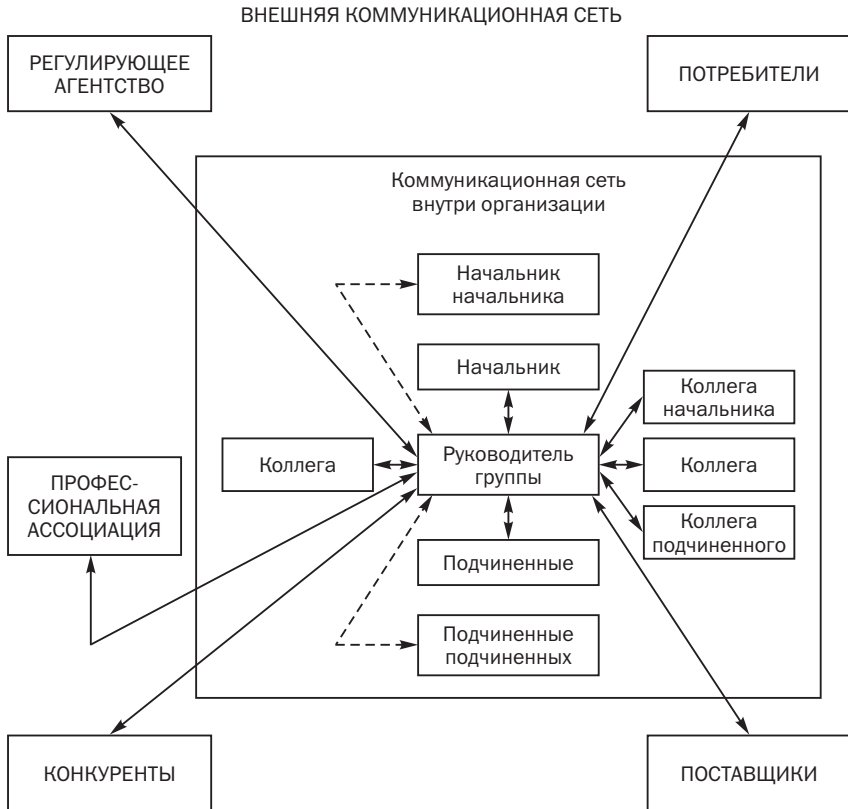 ВНЕШНЯЯ КОММУНИКАЦИОННАЯ СЕТЬ
РЕГУЛИРУЮЩЕЕ
АГЕНТСТВО
ПОТРЕБИТЕЛИ
Коммуникационная сеть
внутри организации
Начальник
начальника
Начальник
Коллега
начальника
Коллега
Руководитель
группы
Коллега
ПРОФЕС-
СИОНАЛЬНАЯ
АССОЦИАЦИЯ
Коллега
подчиненного
Подчиненные
Подчиненные
подчиненных
КОНКУРЕНТЫ
ПОСТАВЩИКИ